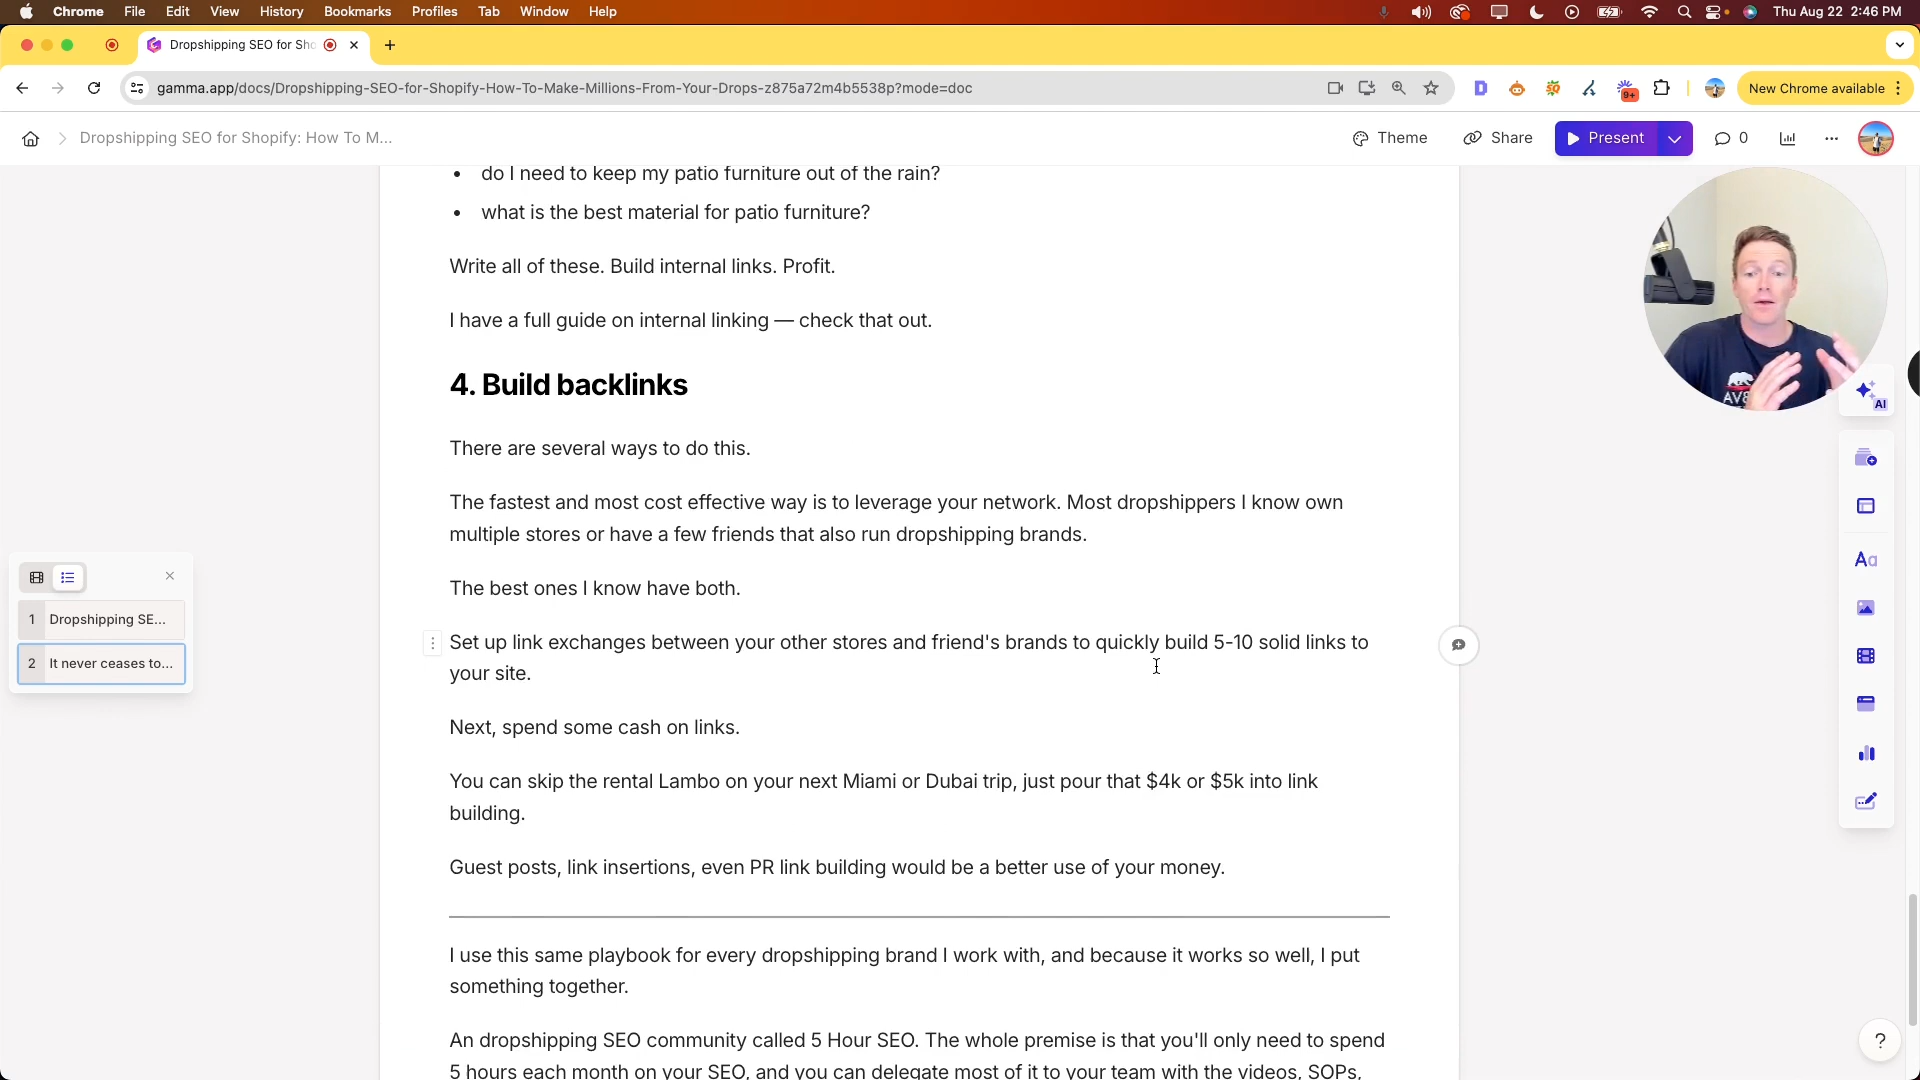 Chrome File Edit View History Bookmarks Profiles Tab Window Help
Thu Aug 22 2:46 PM
Dropshipping SEO for Sho
gamma.app/docs/Dropshipping-SEO-for-Shopify-How-To-Make-Millions-From-Your-Drops-z875a72m4b5538p?mode=doc
9+
New Chrome available
Dropshipping SEO for Shopify: How To M...
Theme
Share
Present
0
• do I need to keep my patio furniture out of the rain?
• what is the best material for patio furniture?
Write all of these. Build internal links. Profit.
I have a full guide on internal linking — check that out.
4. Build backlinks
There are several ways to do this.
The fastest and most cost effective way is to leverage your network. Most dropshippers I know own
multiple stores or have a few friends that also run dropshipping brands.
The best ones I know have both.
Set up link exchanges between your other stores and friend's brands to quickly build 5-10 solid links to
your site.
Next, spend some cash on links.
You can skip the rental Lambo on your next Miami or Dubai trip, just pour that $4k or $5k into link
building.
Guest posts, link insertions, even PR link building would be a better use of your money.
I use this same playbook for every dropshipping brand I work with, and because it works so well, I put
something together.
An dropshipping SEO community called 5 Hour SEO. The whole premise is that you'll only need to spend
5 hours each month on your SEO, and you can delegate most of it to your team with the videos, SOPs,
1 Dropshipping SE...
2 It never ceases to...
AI
Aa
?